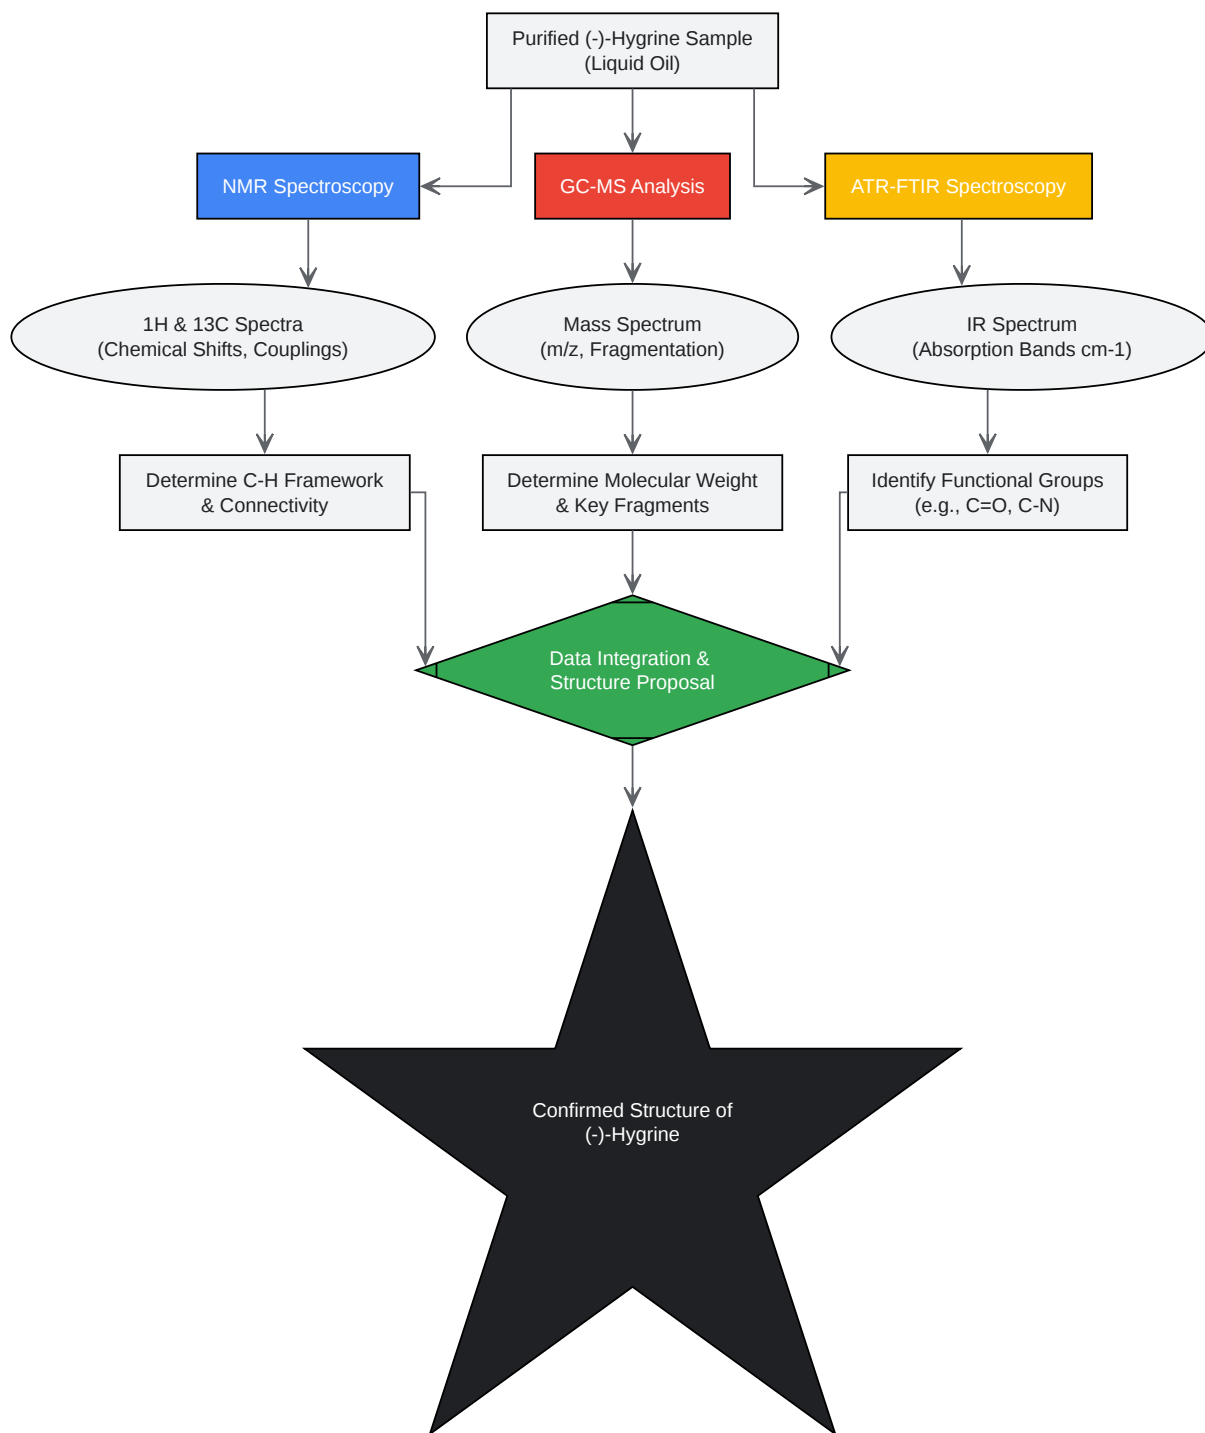 Purified (-)-Hygrine Sample
(Liquid Oil)
NMR Spectroscopy
GC-MS Analysis
ATR-FTIR Spectroscopy
1H & 13C Spectra
(Chemical Shifts, Couplings)
Mass Spectrum
(m/z, Fragmentation)
IR Spectrum
(Absorption Bands cm-1)
Determine C-H Framework
& Connectivity
Determine Molecular Weight
& Key Fragments
Identify Functional Groups
(e.g., C=O, C-N)
Data Integration &
Structure Proposal
Confirmed Structure of
(-)-Hygrine